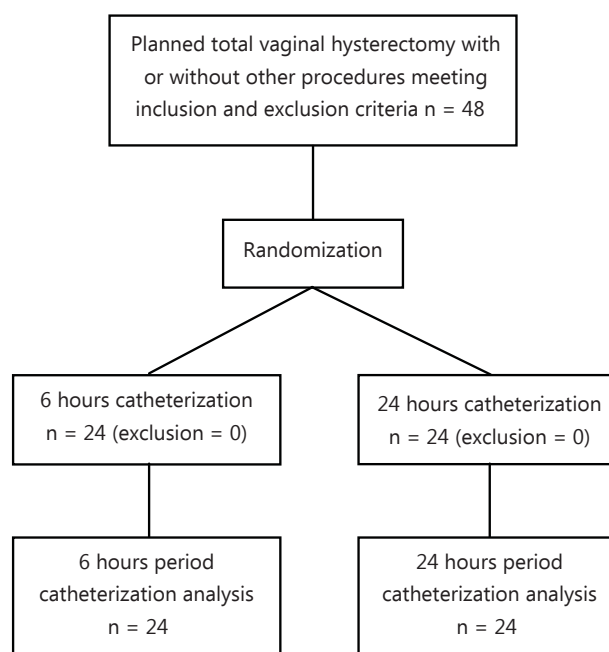 Planned total vaginal hysterectomy with
or without other procedures meeting
inclusion and exclusion criteria n = 48
Randomization
6 hours catheterization
n = 24 (exclusion = 0)
24 hours catheterization
n = 24 (exclusion = 0)
6 hours period
catheterization analysis
n = 24
24 hours period
catheterization analysis
n = 24